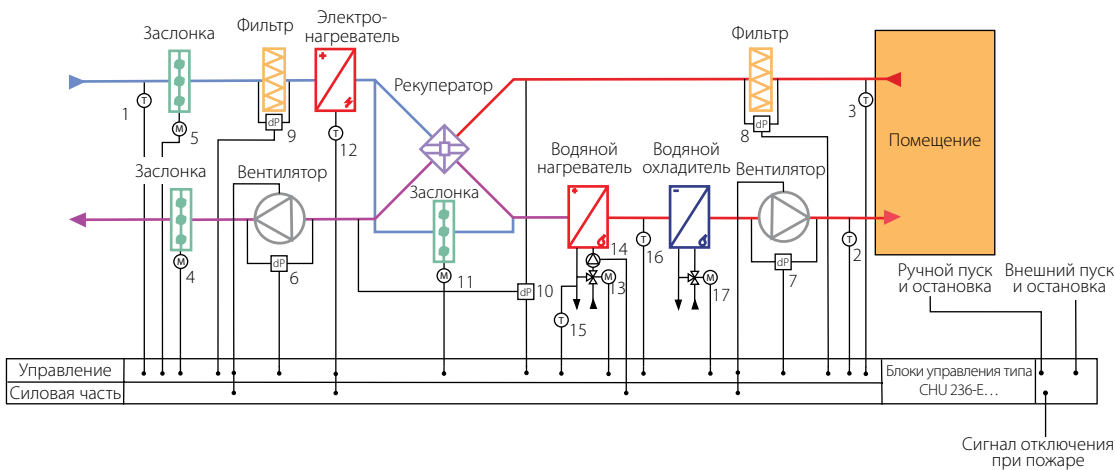 Электро-
нагреватель
Фильтр
Заслонка
Фильтр
Рекуператор
1
T
M
5
dP
9
T
12
dP
8
T
3
Помещение
Заслонка
Вентилятор
Заслонка
Водяной
нагреватель
Водяной
охладитель
Вентилятор
M
4
dP
6
M
11
dP
10
14
M
13
T
15
T
16
M
17
dP
7
T
2
Ручной пуск
и остановка
Внешний пуск
и остановка
Управление
Силовая часть
Блоки управления типа
CHU 236-E...
Сигнал отключения
при пожаре
+
+
-